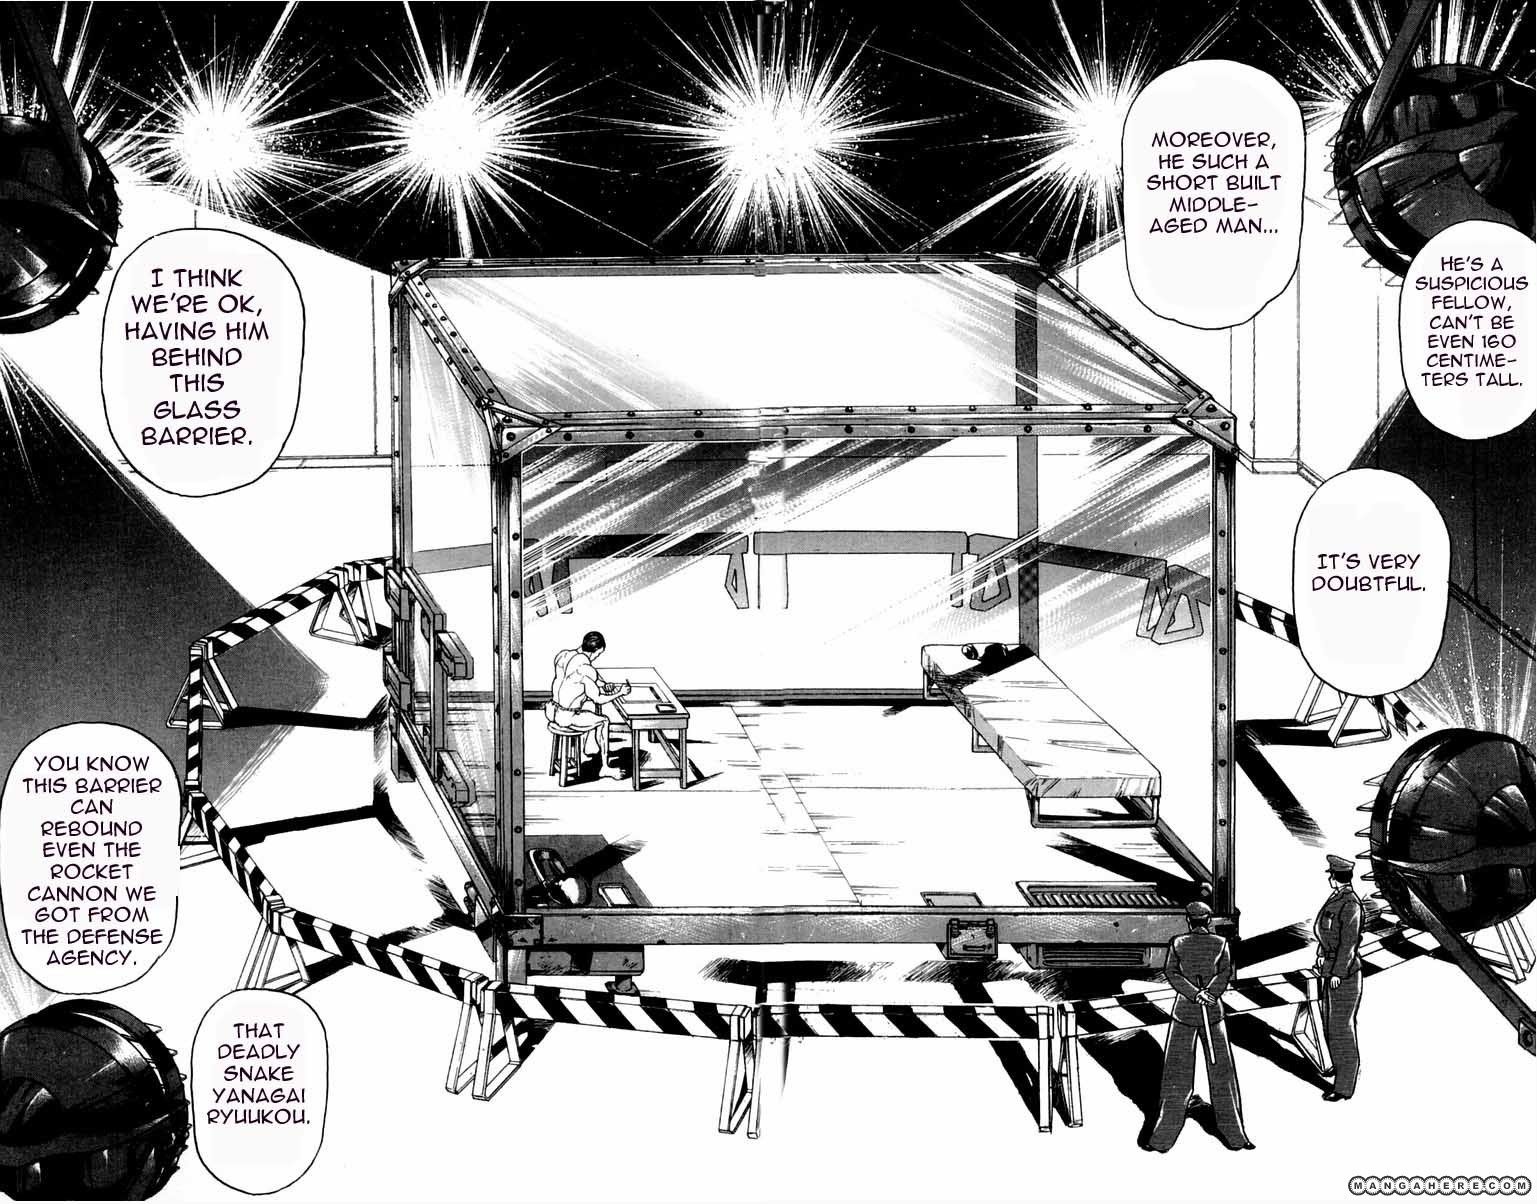 HE'S A
SUSPICIOUS
FELLOW,
CAN'T BE
EVEN 160
CENTIME-
TERS TALL.
MOREOVER,
HE SUCH A
SHORT BUILT
MIDDLE-
AGED MAN...
IT'S VERY
DOUBTFUL.
I THINK
WE'RE OK,
HAVING HIM
BEHIND
THIS
GLASS
BARRIER.
YOU KNOW
THIS BARRIER
CAN
REBOUND
EVEN THE
ROCKET
CANNON WE
GOT FROM
THE DEFENSE
AGENCY.
THAT
DEADLY
SNAKE
YANAGAI
RYUUKOU.
MANGAHERE.COM